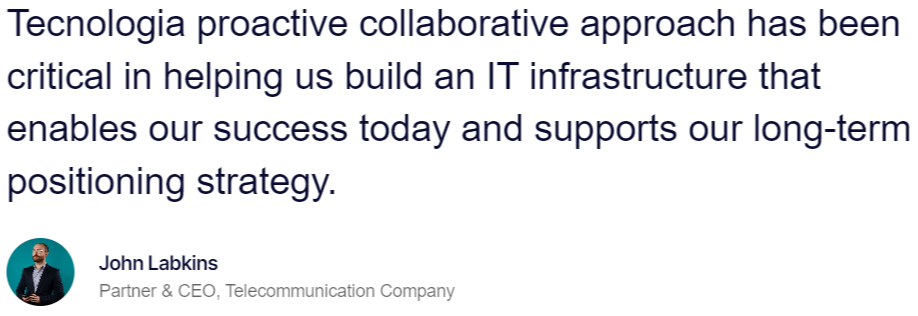 Tecnologia proactive collaborative approach has been
critical in helping us build an IT infrastructure that
enables our success today and supports our long-term
positioning strategy.
John Labkins
Partner & CEO, Telecommunication Company